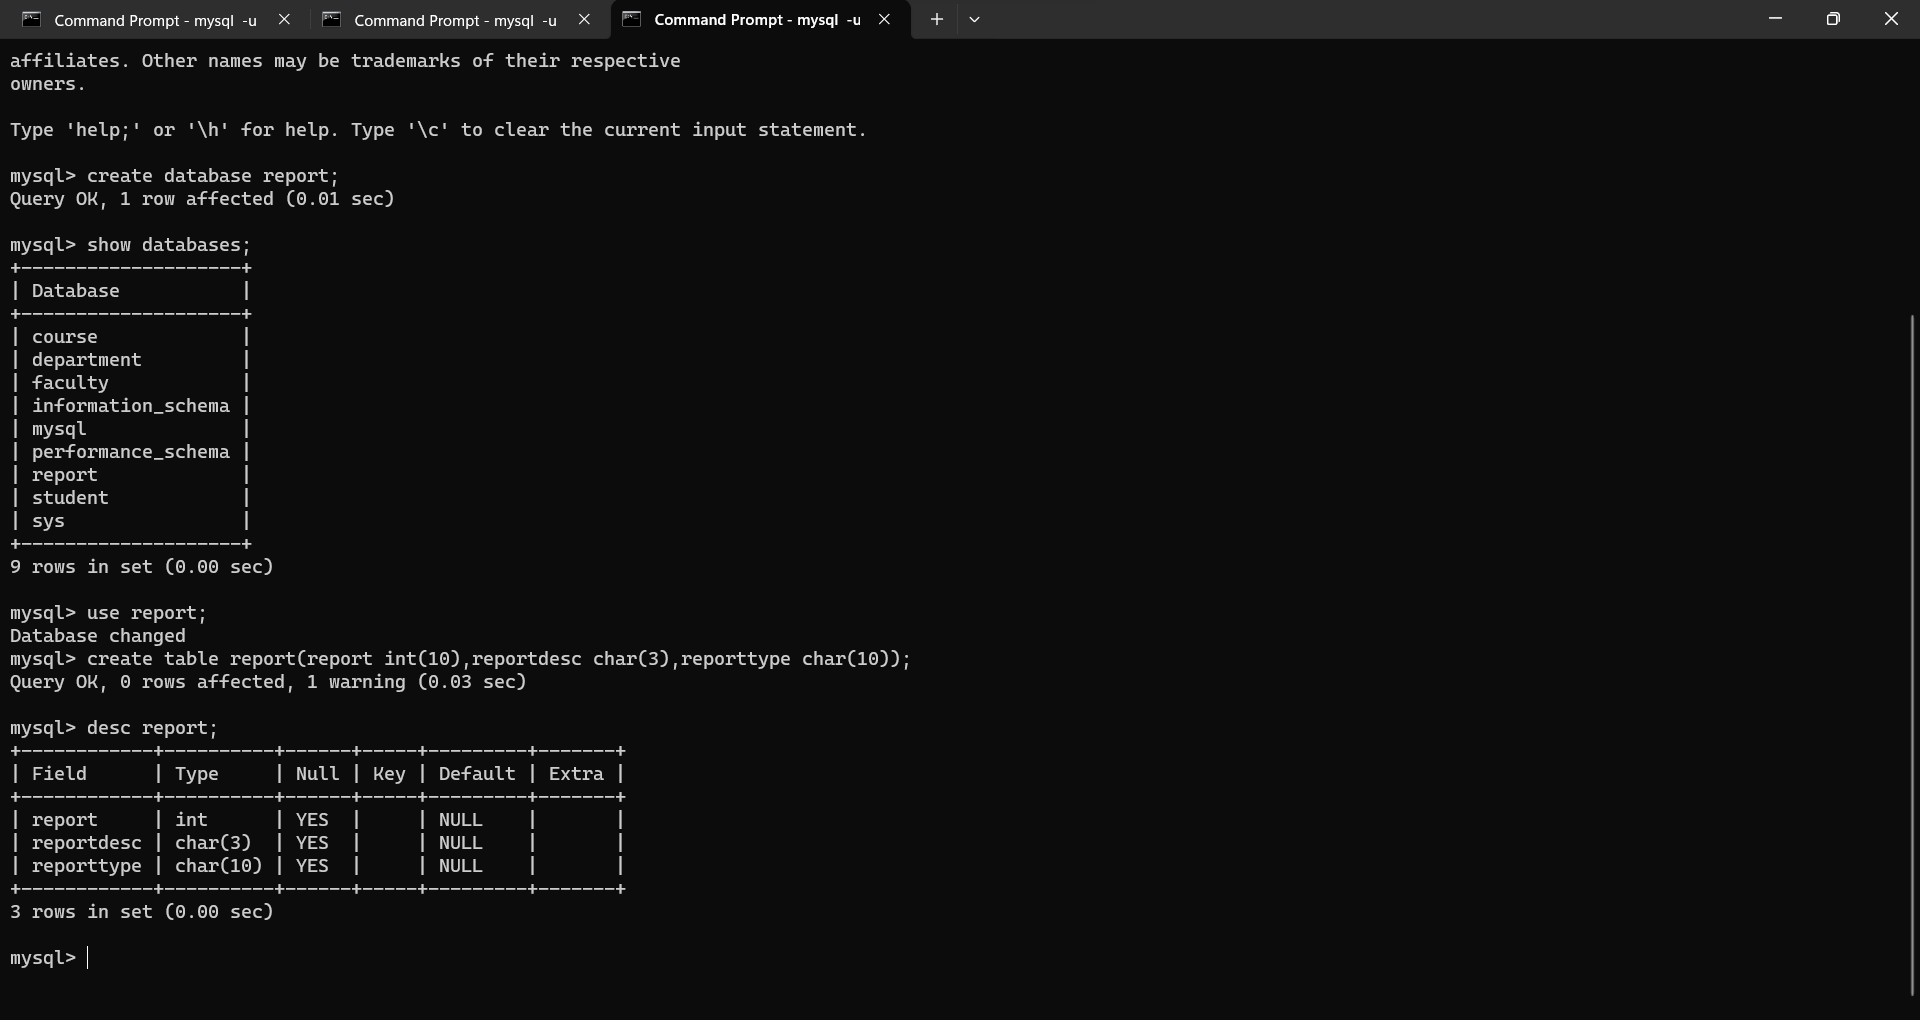 Command Prompt - mysql -u
Command Prompt - mysql -u
Command Prompt - mysql -u
affiliates. Other names may be trademarks of their respective
owners.
Type 'help;' or '\h' for help. Type '\c' to clear the current input statement.
mysql> create database report;
Query OK, 1 row affected (0.01 sec)
mysql> show databases;
+--------------------+
| Database           |
+--------------------+
| course             |
| department         |
| faculty            |
| information_schema |
| mysql              |
| performance_schema |
| report             |
| student            |
| sys                |
+--------------------+
9 rows in set (0.00 sec)
mysql> use report;
Database changed
mysql> create table report(report int(10),reportdesc char(3),reporttype char(10));
Query OK, 0 rows affected, 1 warning (0.03 sec)
mysql> desc report;
+------------+----------+------+-----+---------+-------+
| Field      | Type     | Null | Key | Default | Extra |
+------------+----------+------+-----+---------+-------+
| report     | int      | YES  |     | NULL    |       |
| reportdesc | char(3)  | YES  |     | NULL    |       |
| reporttype | char(10) | YES  |     | NULL    |       |
+------------+----------+------+-----+---------+-------+
3 rows in set (0.00 sec)
mysql>